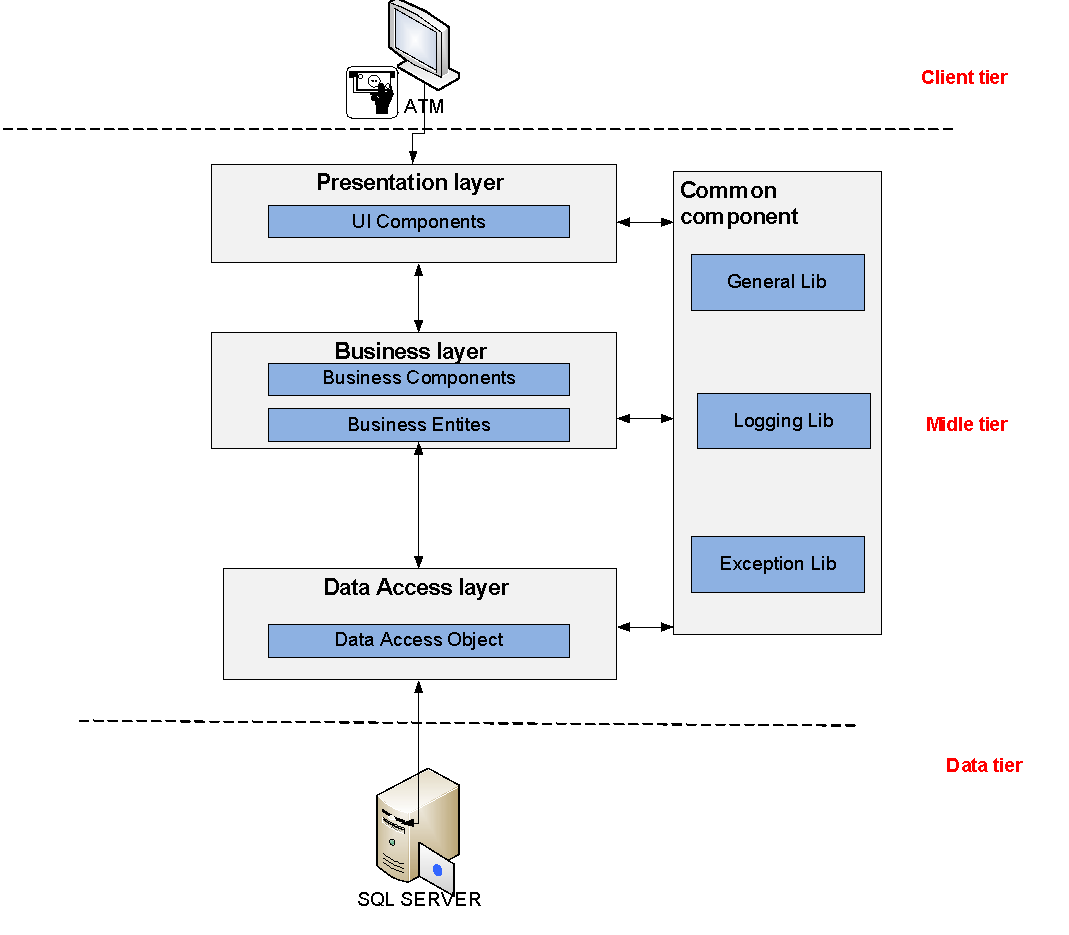 Client tier
ATM
Presentation layer
UI Components
Common
component
General Lib
Business layer
Business Components
Business Entites
Logging Lib
Midle tier
Exception Lib
Data Access layer
Data Access Object
Data tier
SQL SERVER